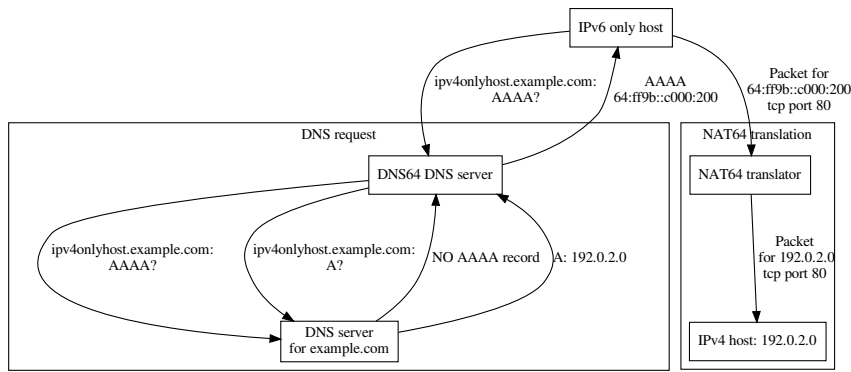 IPv6 only host
ipv4onlyhost.example.com:
AAAA?
AAAA
64:ff9b::c000:200
Packet for
64:ff9b::c000:200
tcp port 80
DNS request
NAT64 translation
DNS64 DNS server
NAT64 translator
ipv4onlyhost.example.com:
AAAA?
ipv4onlyhost.example.com:
A?
NO AAAA record
A: 192.0.2.0
Packet
for 192.0.2.0
tcp port 80
DNS server
for example.com
IPv4 host: 192.0.2.0